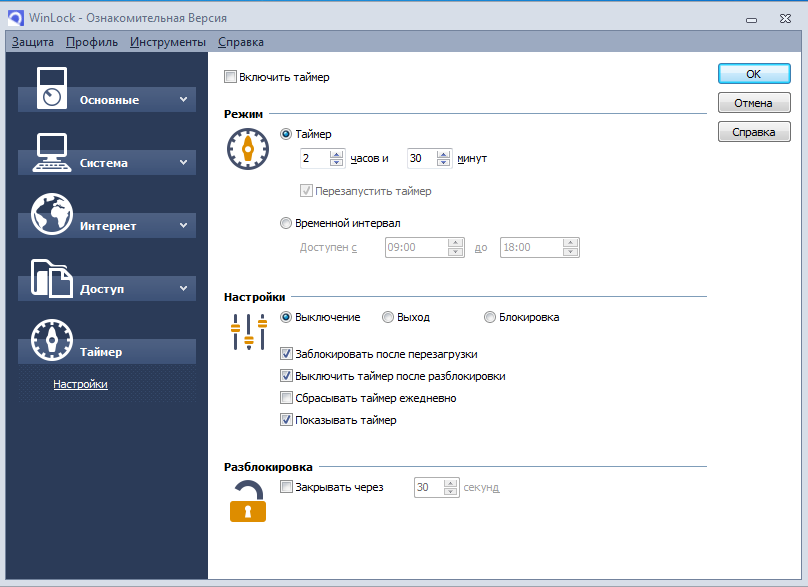 WinLock - Ознакомительная Версия
Защита Профиль Инструменты Справка
Основные
Система
Интернет
Доступ
Таймер
Настройки
Включить таймер
Режим
Таймер
2 часов и 30 минут
Перезапустить таймер
Временной интервал
Доступен с 09:00 до 18:00
Настройки
Выключение Выход Блокировка
Заблокировать после перезагрузки
Выключить таймер после разблокировки
Сбрасывать таймер ежедневно
Показывать таймер
Разблокировка
Закрывать через 30 секунд
OK
Отмена
Справка